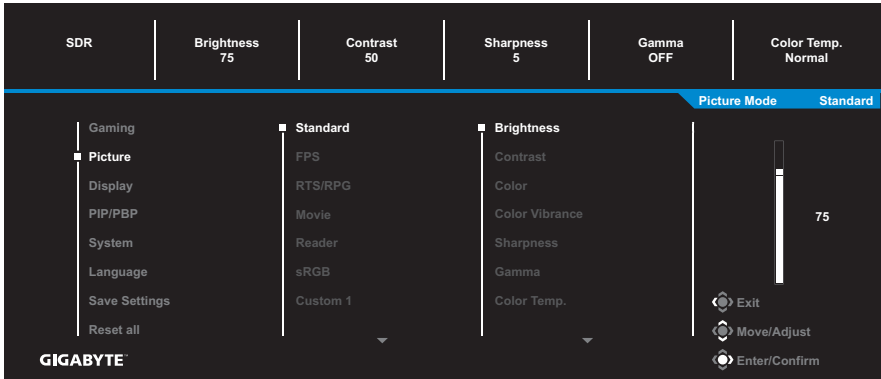 SDR
Brightness
75
Contrast
50
Sharpness
5
Gamma
OFF
Color Temp.
Normal
Picture Mode Standard
Gaming
Picture
Display
PIP/PBP
System
Language
Save Settings
Reset all
Standard
FPS
RTS/RPG
Movie
Reader
sRGB
Custom 1
Brightness
Contrast
Color
Color Vibrance
Sharpness
Gamma
Color Temp.
75
Exit
Move/Adjust
Enter/Confirm
GIGABYTE™